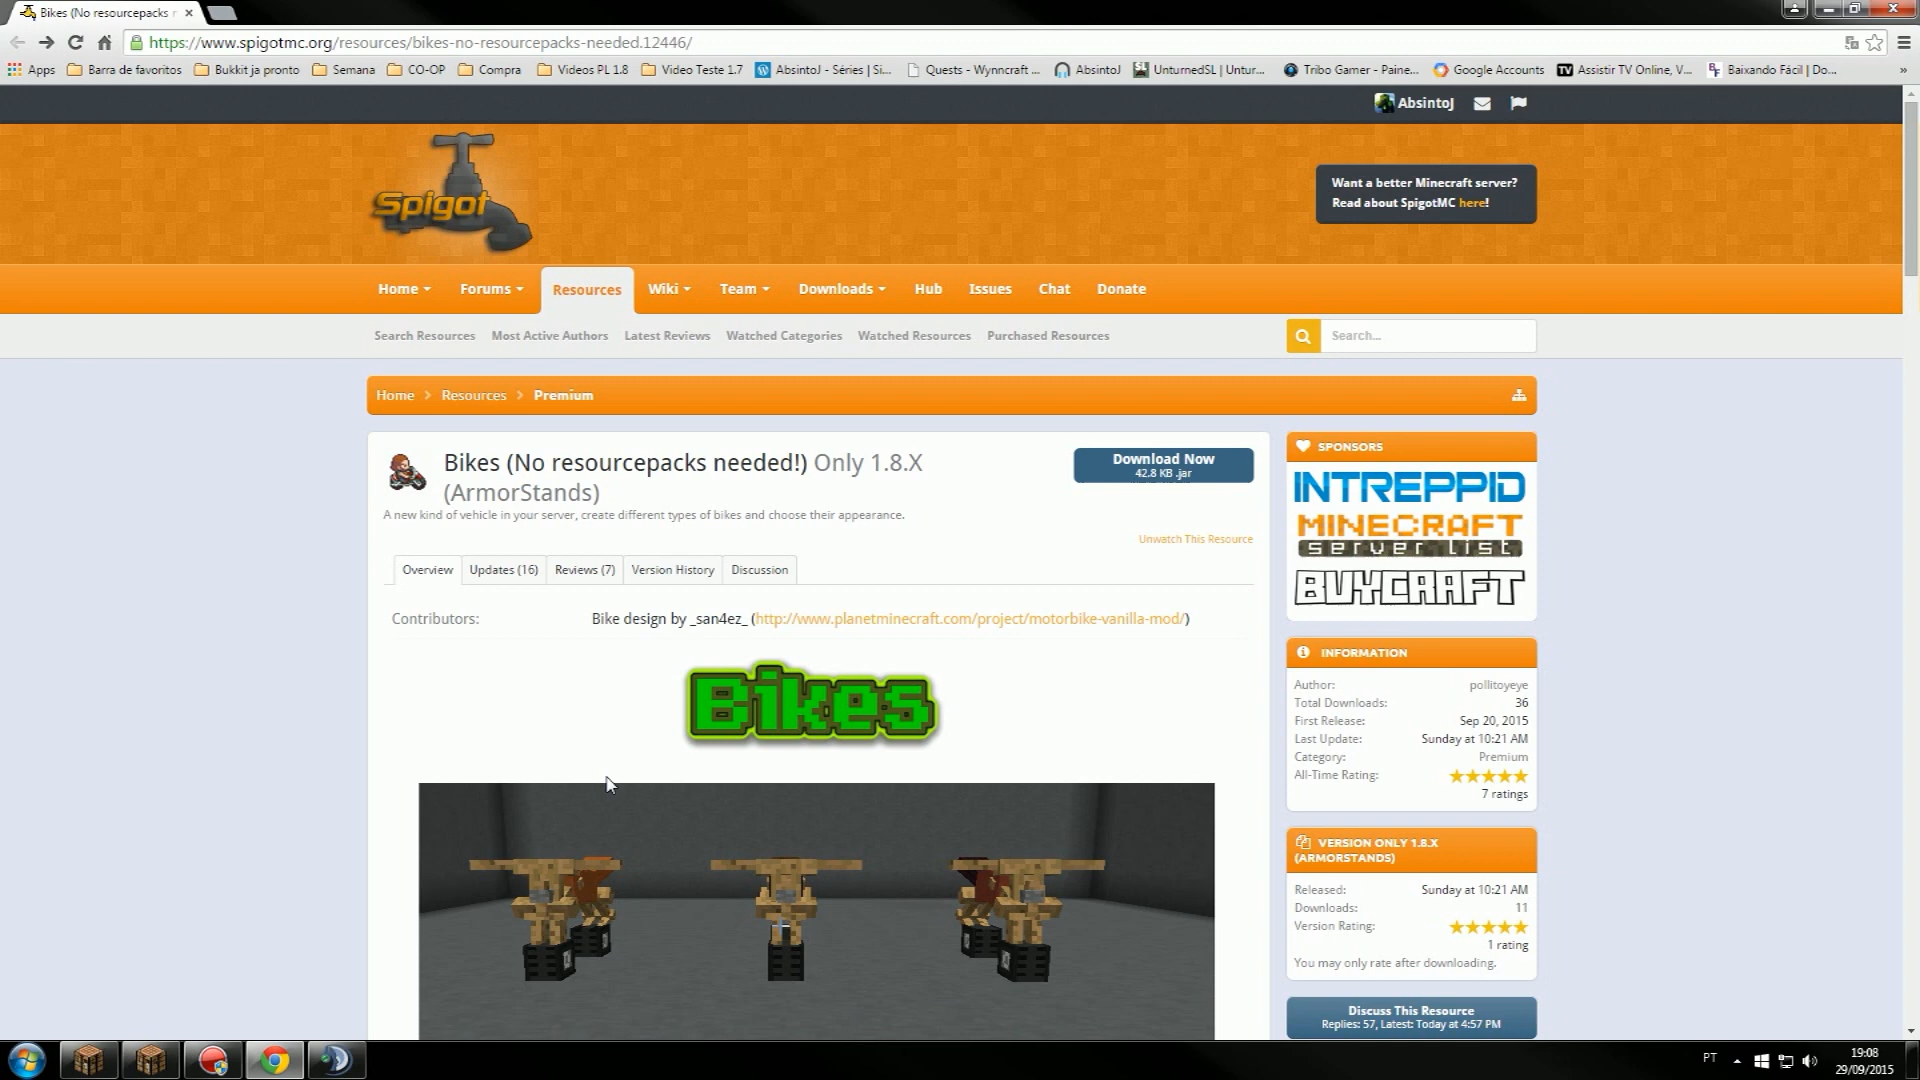 Bikes (No resourcepacks r
https://www.spigotmc.org/resources/bikes-no-resourcepacks-needed.12446/
Apps Barra de favoritos Bukkit ja pronto Semana CO-OP Compra Videos PL 1.8 Video Teste 1.7 AbsintoJ - Séries | Si... Quests - Wynncraft ... AbsintoJ UnturnedSL | Untur... Tribo Gamer - Paine... Google Accounts TV Assistir TV Online, V... Baixando Fácil | Do... »
AbsintoJ
Spigot
Want a better Minecraft server?
Read about SpigotMC here!
Home Forums Resources Wiki Team Downloads Hub Issues Chat Donate
Search Resources Most Active Authors Latest Reviews Watched Categories Watched Resources Purchased Resources
Search...
Home Resources Premium
Bikes (No resourcepacks needed!) Only 1.8.X
(ArmorStands)
A new kind of vehicle in your server, create different types of bikes and choose their appearance.
Download Now
42.8 KB .jar
Unwatch This Resource
Overview Updates (16) Reviews (7) Version History Discussion
Contributors: Bike design by _san4ez_ (http://www.planetminecraft.com/project/motorbike-vanilla-mod/)
Bikes
SPONSORS
INTREPPID
MINECRAFT
server list
BUYCRAFT
INFORMATION
Author: pollitoyeye
Total Downloads: 36
First Release: Sep 20, 2015
Last Update: Sunday at 10:21 AM
Category: Premium
All-Time Rating:
7 ratings
VERSION ONLY 1.8.X
(ARMORSTANDS)
Released: Sunday at 10:21 AM
Downloads: 11
Version Rating:
1 rating
You may only rate after downloading.
Discuss This Resource
Replies: 57, Latest: Today at 4:57 PM
PT
19:08
29/09/2015